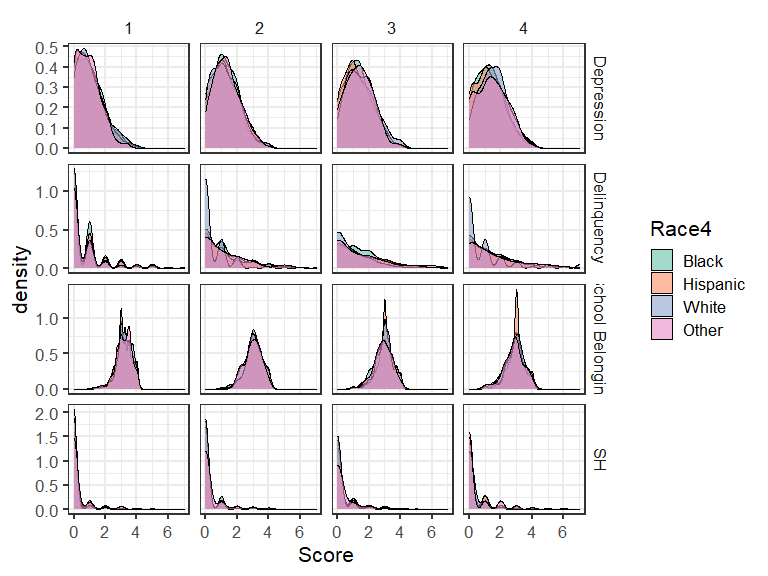 1 2 3 4
Depression
0.5
0.4
0.3
0.2
0.1
0.0
Delinquency
1.0
0.5
0.0
chool Belongin
1.0
0.5
0.0
SH
2.0
1.5
1.0
0.5
0.0
0 2 4 6 0 2 4 6 0 2 4 6 0 2 4 6
Score
density
Race4
Black
Hispanic
White
Other